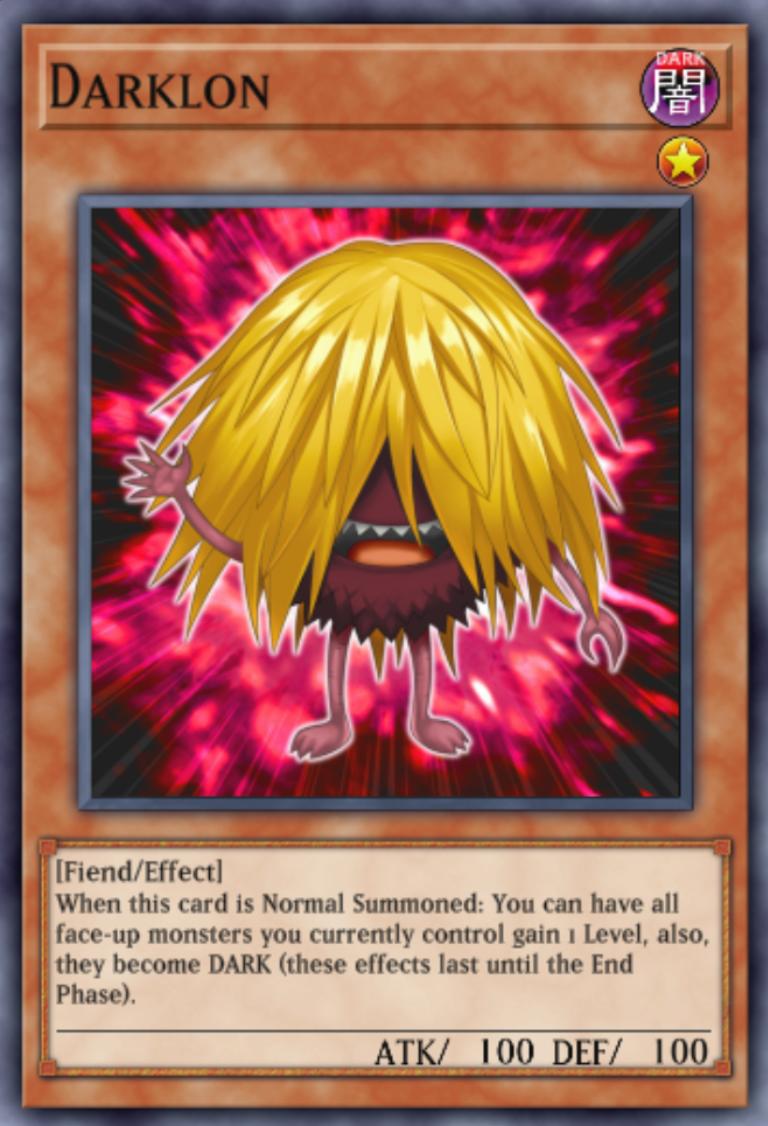 Darklon
DARK
闇
[Fiend/Effect]
When this card is Normal Summoned: You can have all
face-up monsters you currently control gain 1 Level, also,
they become DARK (these effects last until the End
Phase).
ATK/ 100 DEF/ 100